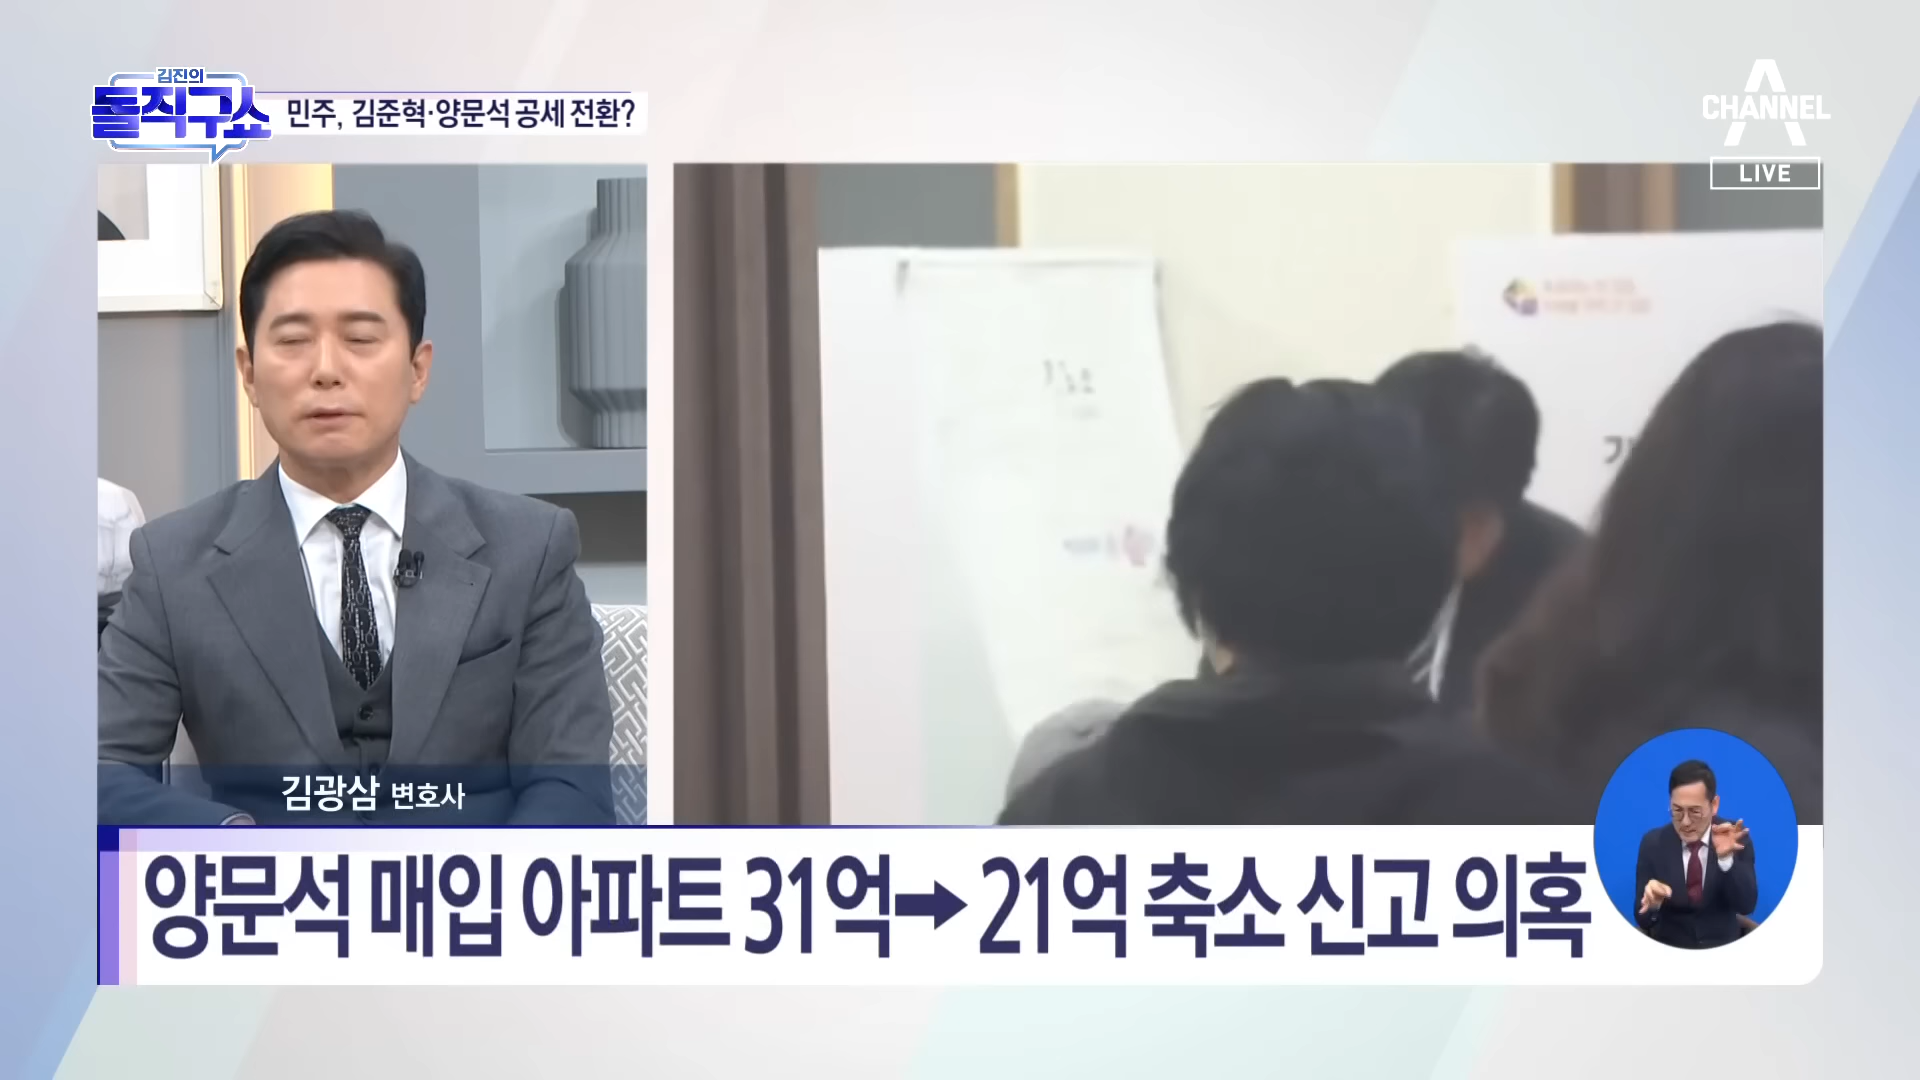 김진의
돌직구쇼
민주, 김준혁·양문석 공세 전환?
CHANNEL A
LIVE
김광삼 변호사
양문석 매입 아파트 31억➡21억 축소 신고 의혹